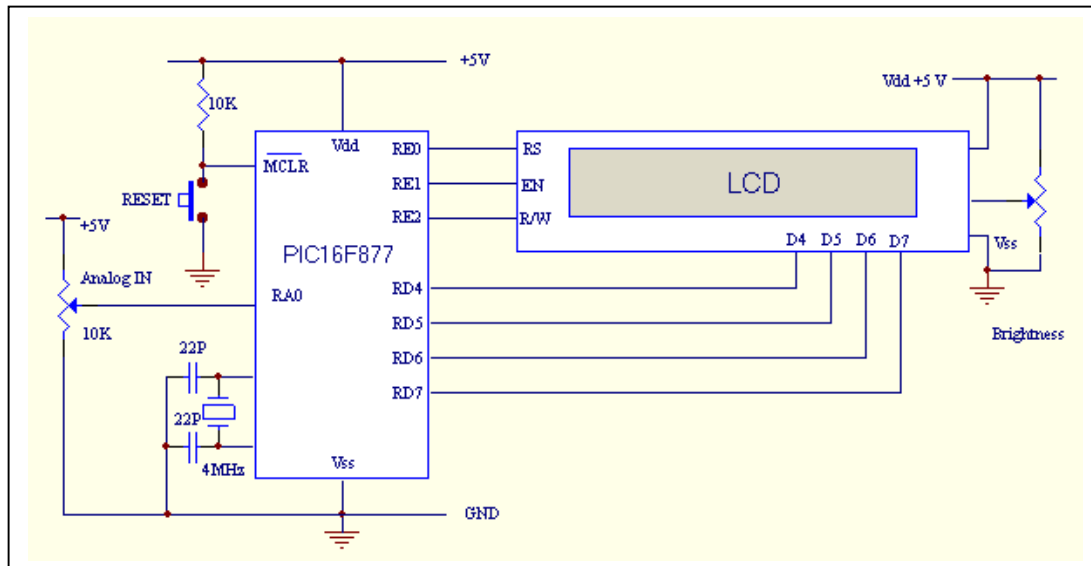 +5V
Vdd +5 V
10K
Vdd
RE0
RS
MCLR
LCD
RE1
EN
RESET
RE2
R/W
+5V
PIC16F877
D4 D5 D6 D7
Vss
Analog IN
RD4
RA0
10K
RD5
Brightness
22P
RD6
RD7
22P
4MHz
Vss
GND